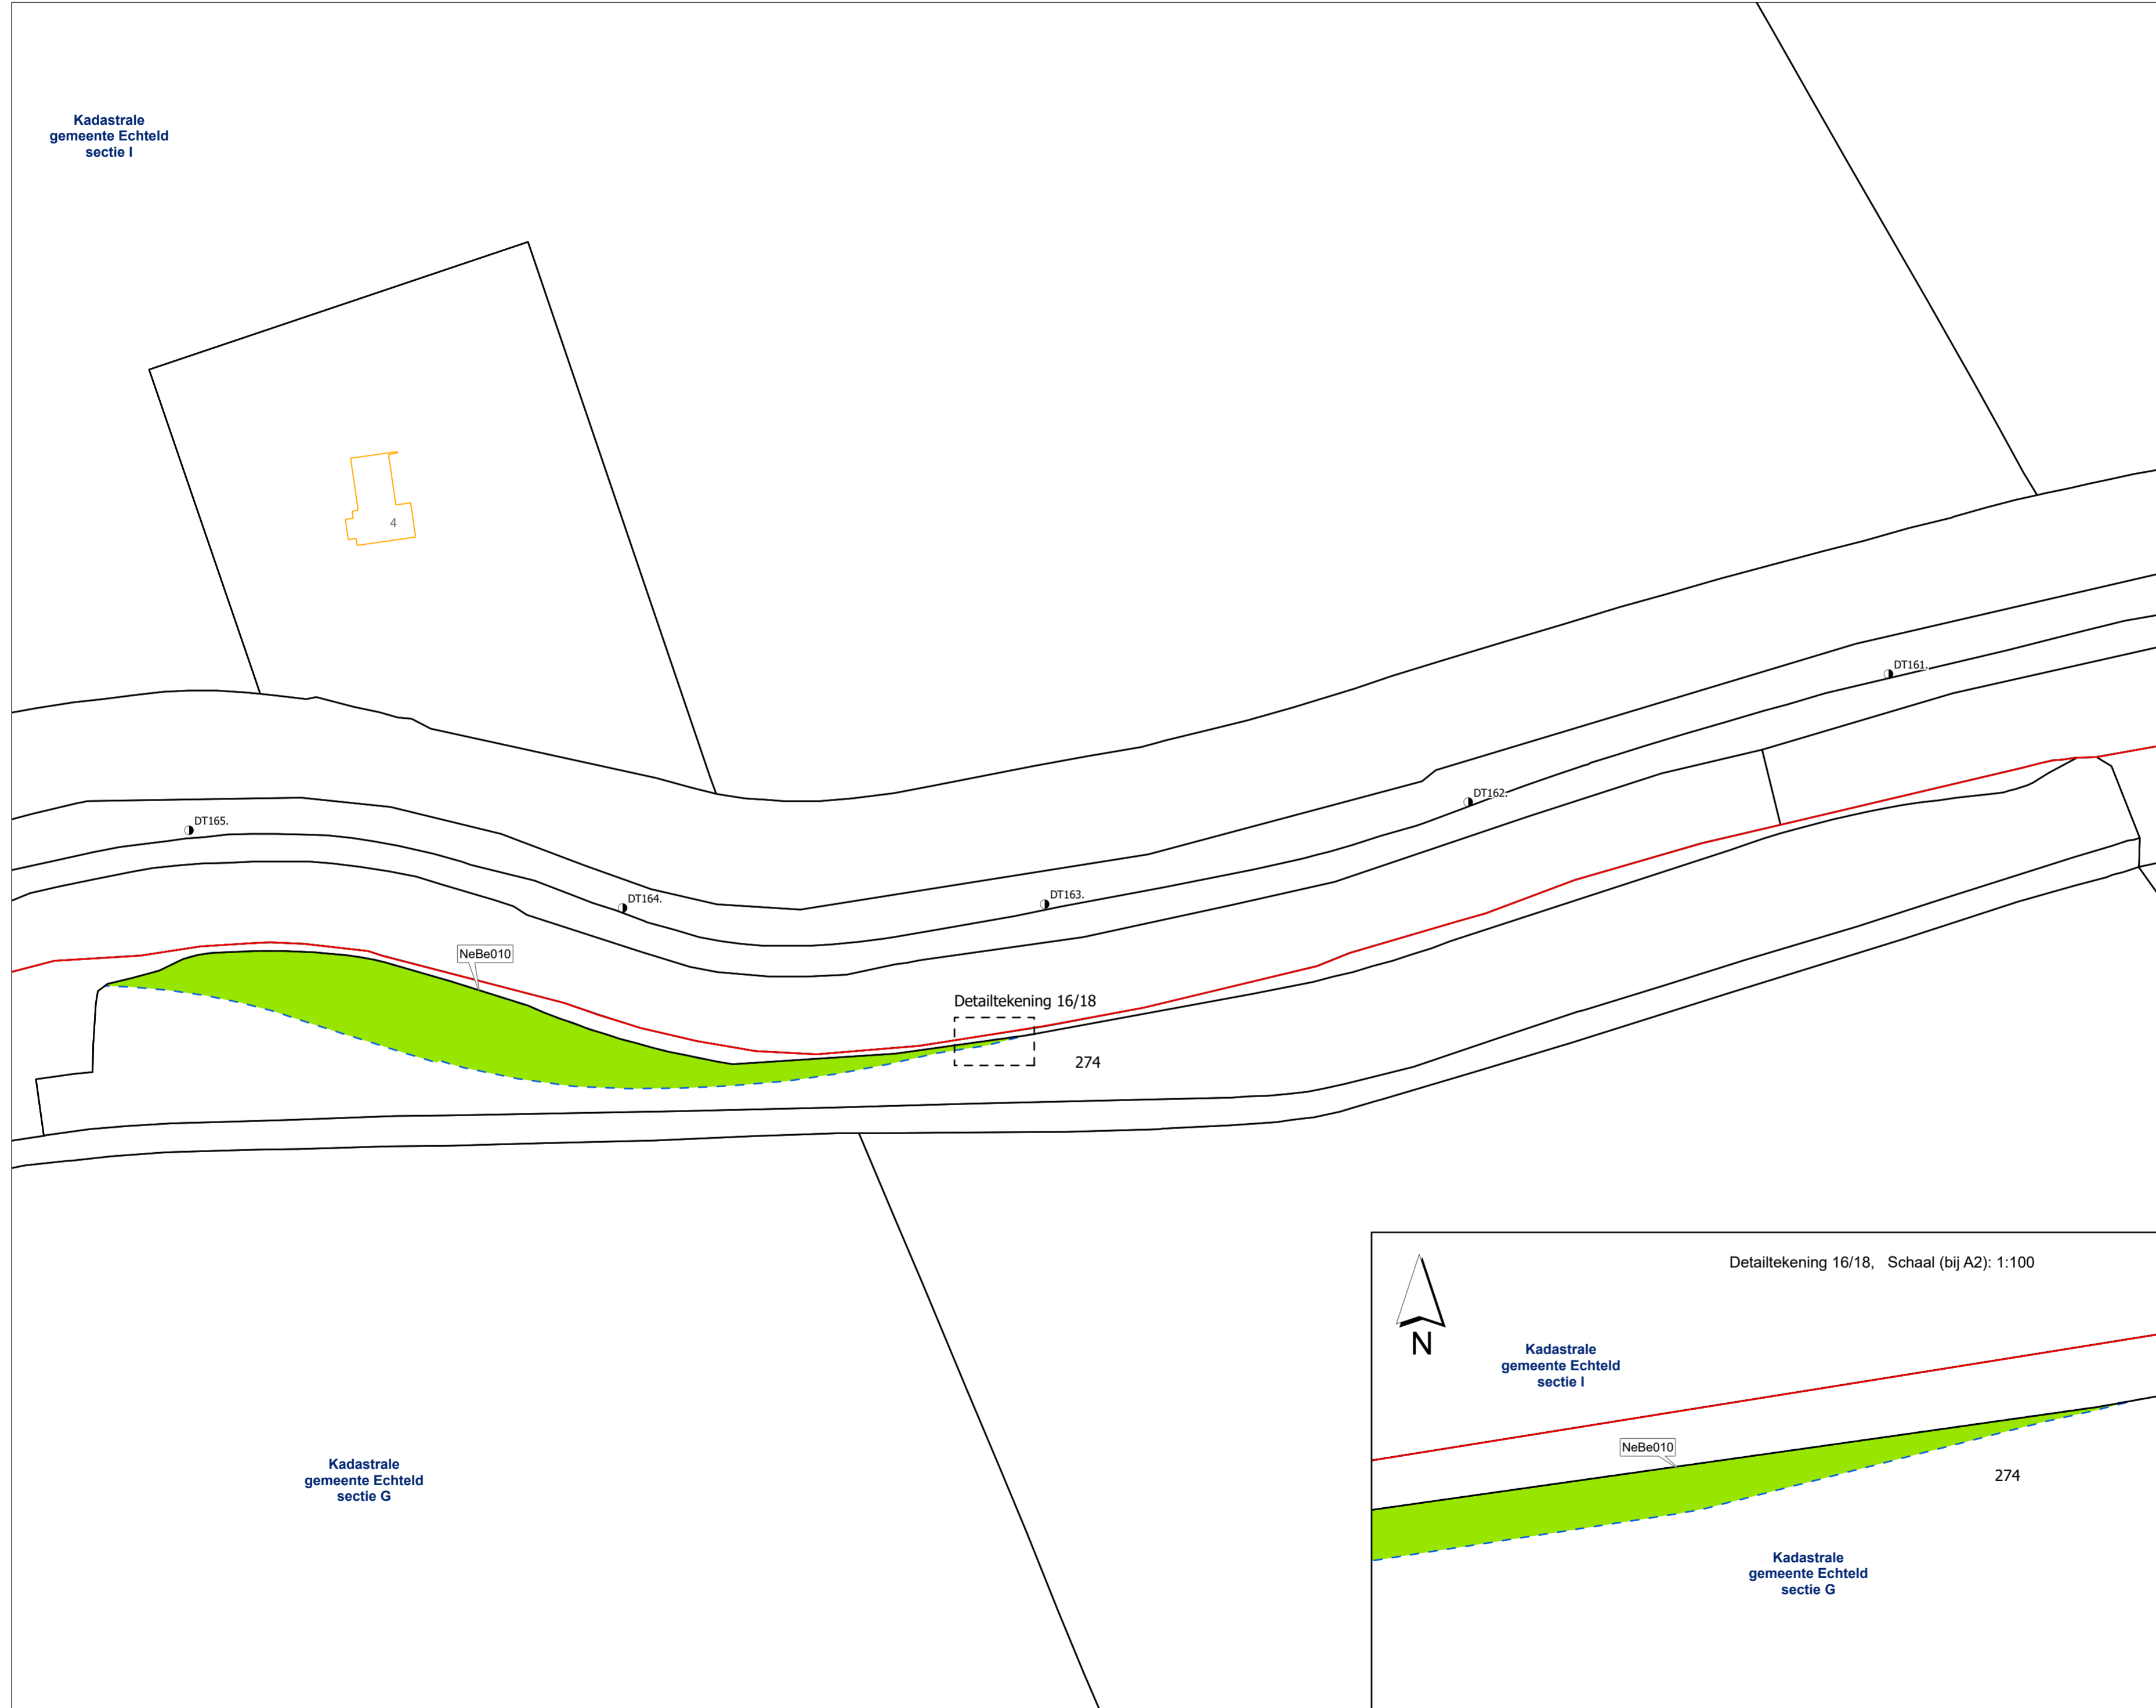 Kadastrale
gemeente Echteld
sectie I
4
DT161.
DT162.
DT165.
DT164.
DT163.
NeBe010
Detailtekening 16/18
274
Detailtekening 16/18, Schaal (bij A2): 1:100
N
Kadastrale
gemeente Echteld
sectie I
NeBe010
274
Kadastrale
gemeente Echteld
sectie G
Kadastrale
gemeente Echteld
sectie G